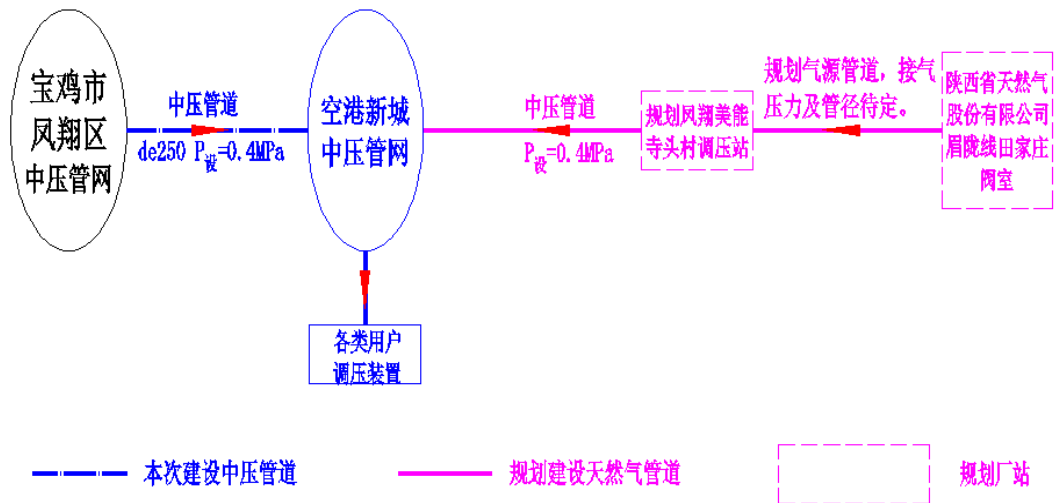 宝鸡市
凤翔区
中压管网
中压管道
de250 P设=0.4MPa
空港新城
中压管网
中压管道
P设=0.4MPa
规划凤翔美能
寺头村调压站
规划气源管道，接气
压力及管径待定。
陕西省天然气
股份有限公司
眉陇线田家庄
阀室
各类用户
调压装置
本次建设中压管道
规划建设天然气管道
规划厂站